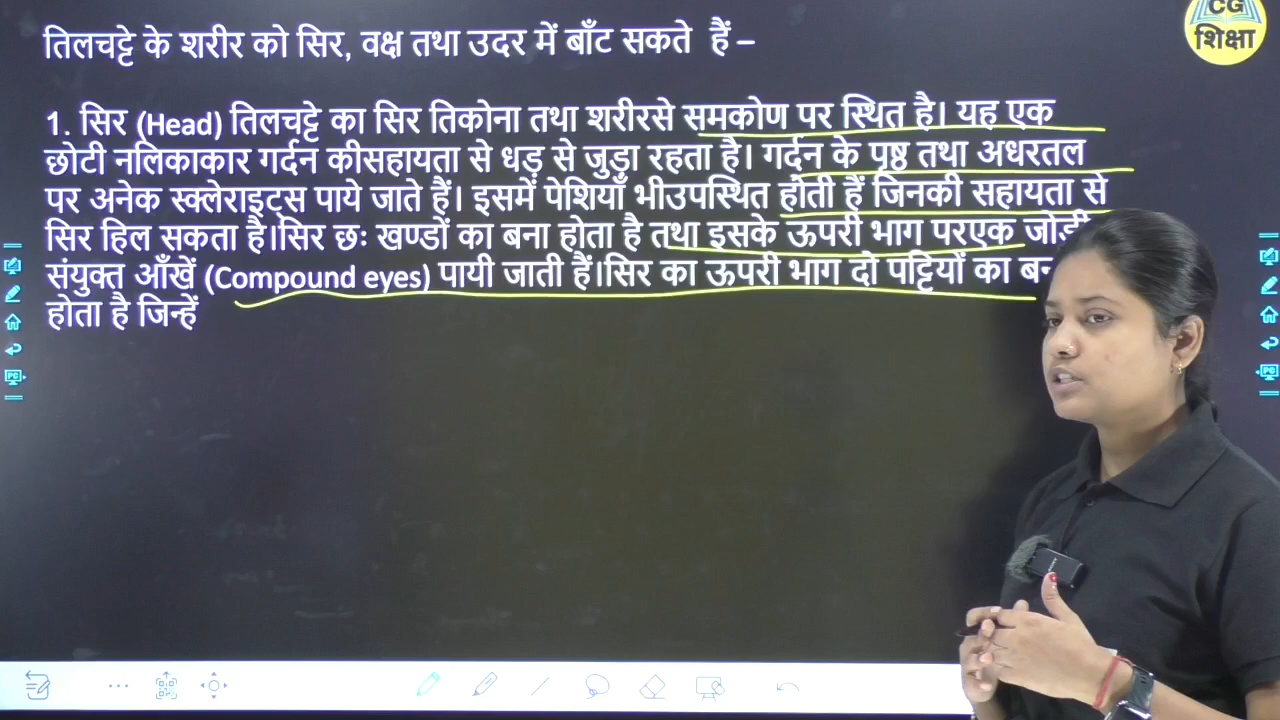 तिलचट्टे के शरीर को सिर, वक्ष तथा उदर में बाँट सकते हैं –
CG
शिक्षा
1. सिर (Head) तिलचट्टे का सिर तिकोना तथा शरीरसे समकोण पर स्थित है। यह एक
छोटी नलिकाकार गर्दन कीसहायता से धड़ से जुड़ा रहता है। गर्दन के पृष्ठ तथा अधरतल
पर अनेक स्क्लेराइट्स पाये जाते हैं। इसमें पेशियाँ भीउपस्थित होती हैं जिनकी सहायता से
सिर हिल सकता है।सिर छः खण्डों का बना होता है तथा इसके ऊपरी भाग परएक जोड़ी
संयुक्त आँखें (Compound eyes) पायी जाती हैं।सिर का ऊपरी भाग दो पट्टियों का
होता है जिन्हें